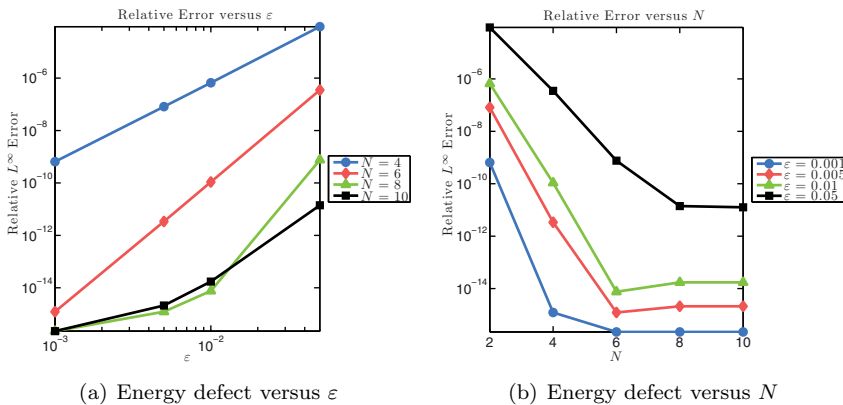 Relative Error versus ε
Relative L^∞ Error
10^−6
10^−8
10^−10
10^−12
10^−14
10^−3
10^−2
ε
N = 4
N = 6
N = 8
N = 10
(a) Energy defect versus ε
Relative Error versus N
Relative L^∞ Error
10^−6
10^−8
10^−10
10^−12
10^−14
2
4
6
8
10
N
ε = 0.001
ε = 0.005
ε = 0.01
ε = 0.05
(b) Energy defect versus N